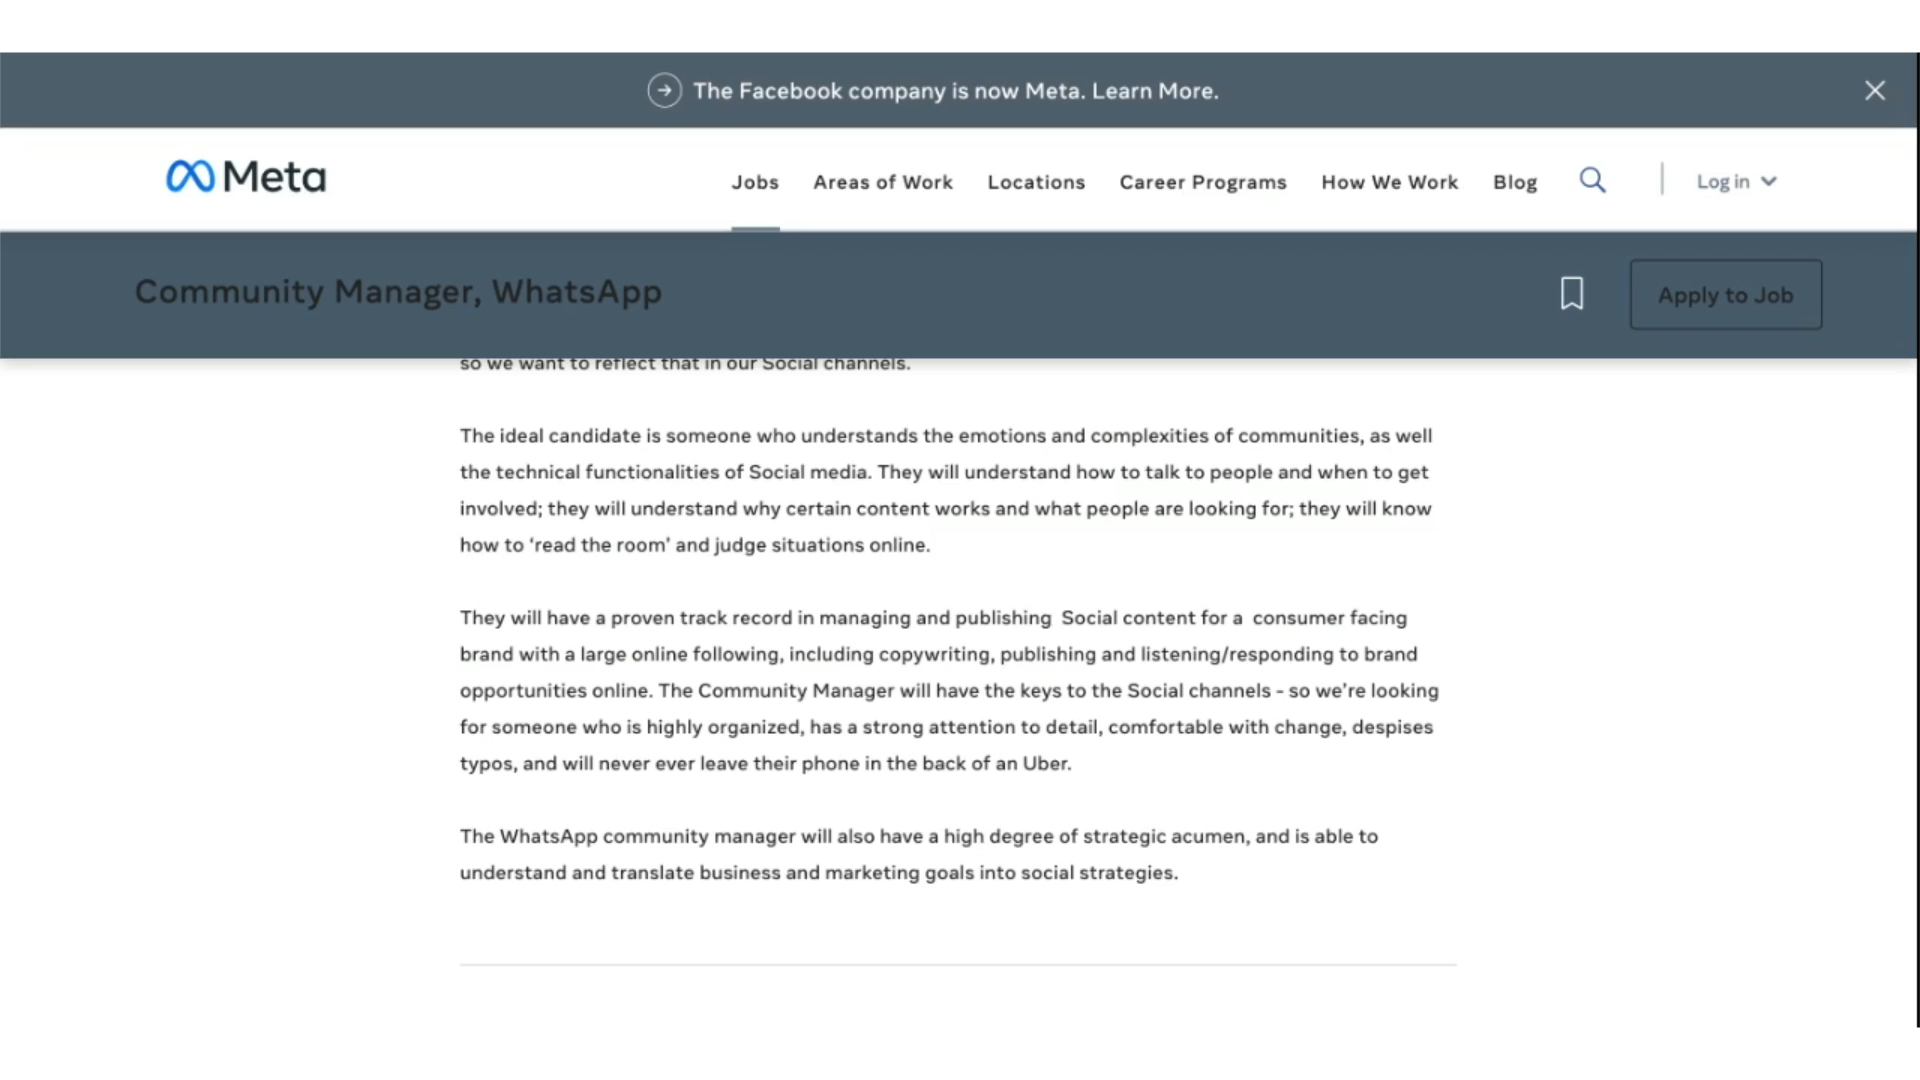 The Facebook company is now Meta. Learn More.
Meta
Jobs Areas of Work Locations Career Programs How We Work Blog Log in
Community Manager, WhatsApp
Apply to Job
so we want to reflect that in our Social channels.
The ideal candidate is someone who understands the emotions and complexities of communities, as well
the technical functionalities of Social media. They will understand how to talk to people and when to get
involved; they will understand why certain content works and what people are looking for; they will know
how to ‘read the room’ and judge situations online.
They will have a proven track record in managing and publishing  Social content for a  consumer facing
brand with a large online following, including copywriting, publishing and listening/responding to brand
opportunities online. The Community Manager will have the keys to the Social channels - so we’re looking
for someone who is highly organized, has a strong attention to detail, comfortable with change, despises
typos, and will never ever leave their phone in the back of an Uber.
The WhatsApp community manager will also have a high degree of strategic acumen, and is able to
understand and translate business and marketing goals into social strategies.